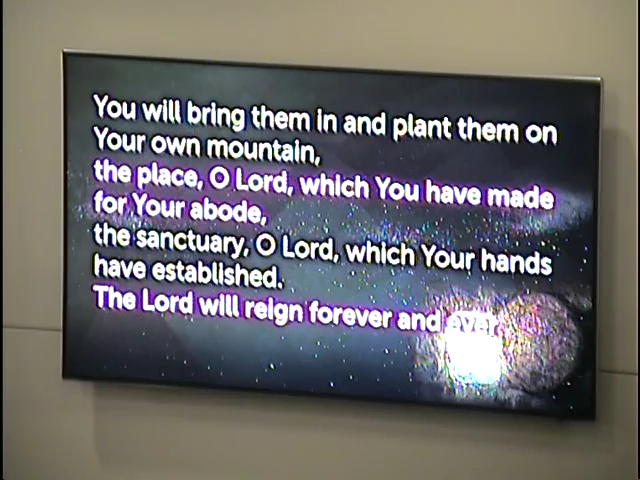 You will bring them in and plant them on
Your own mountain,
the place, O Lord, which You have made
for Your abode,
the sanctuary, O Lord, which Your hands
have established.
The Lord will reign forever and ever.